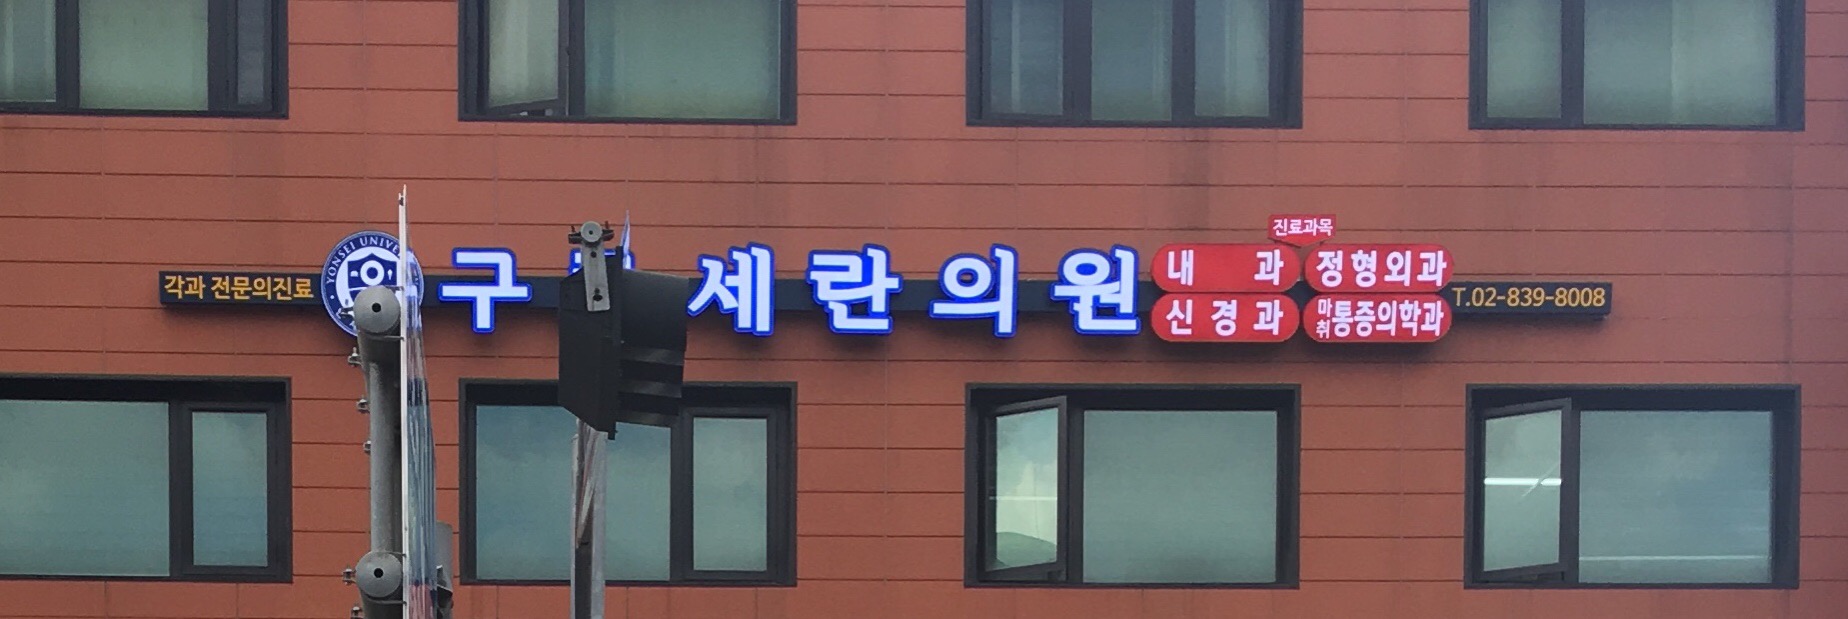 각과 전문의진료
YONSEI
구
세란의원
진료과목
내과
정형외과
신경과
마취통증의학과
T.02-839-8008